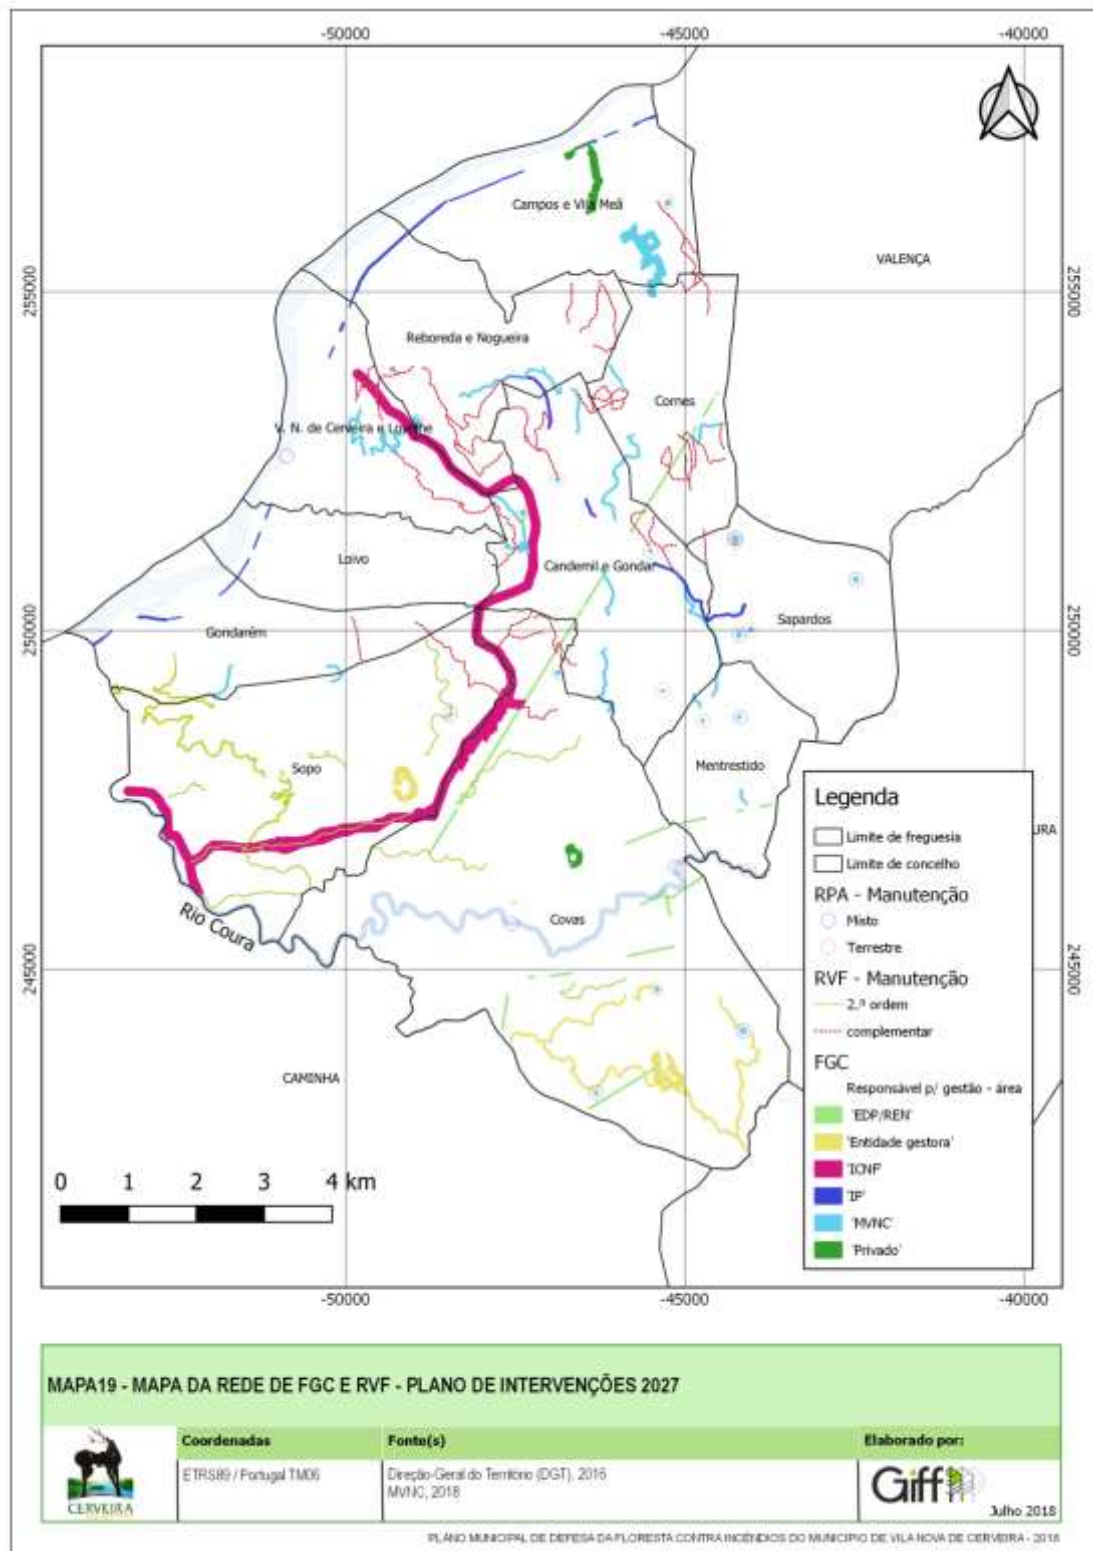 -50000
-45000
-40000
Campos e Vila Meã
VALENÇA
255000
255000
Reboreda e Nogueira
Cornes
V. N. de Cerveira e Lovelhe
Loivo
Candemil e Gondar
Sapardos
250000
250000
Gondarém
Sopo
Mentrestido
Legenda
Limite de freguesia
URA
Limite de concelho
RPA - Manutenção
Misto
Terrestre
Rio Coura
Covas
245000
245000
RVF - Manutenção
2.ª ordem
complementar
FGC
CAMINHA
Responsável p/ gestão - área
'EDP/REN'
'Entidade gestora'
'ICNF'
'IP'
'MVNC'
'Privado'
0 1 2 3 4 km
-50000
-45000
-40000
MAPA19 - MAPA DA REDE DE FGC E RVF - PLANO DE INTERVENÇÕES 2027
Coordenadas
Fonte(s)
Elaborado por:
ETRS89 / Portugal TM06
Direção-Geral do Território (DGT), 2016
MVNC, 2018
CERVEIRA
Giff
Julho 2018
PLANO MUNICIPAL DE DEFESA DA FLORESTA CONTRA INCÊNDIOS DO MUNICIPIO DE VILA NOVA DE CERVEIRA - 2018